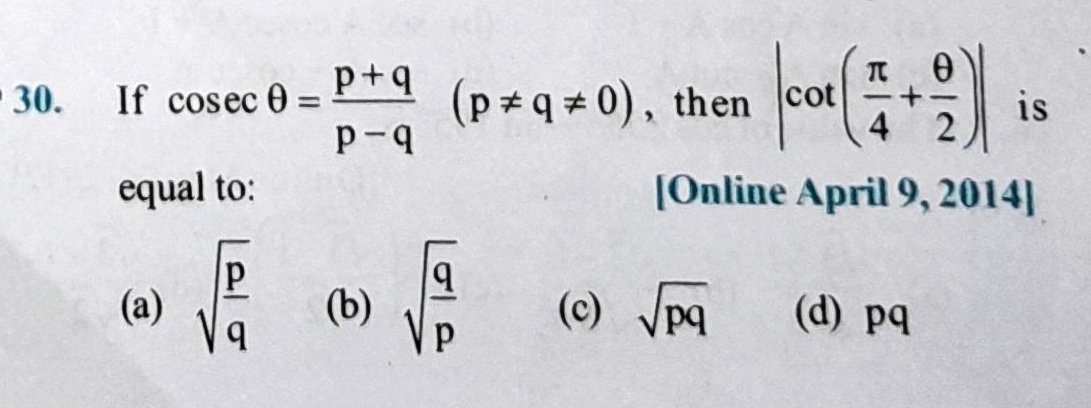 30. If cosec θ = p+q/p−q (p ≠ q ≠ 0), then |cot(π/4 + θ/2)| is
equal to: [Online April 9, 2014]
(a) √(p/q) (b) √(q/p) (c) √pq (d) pq